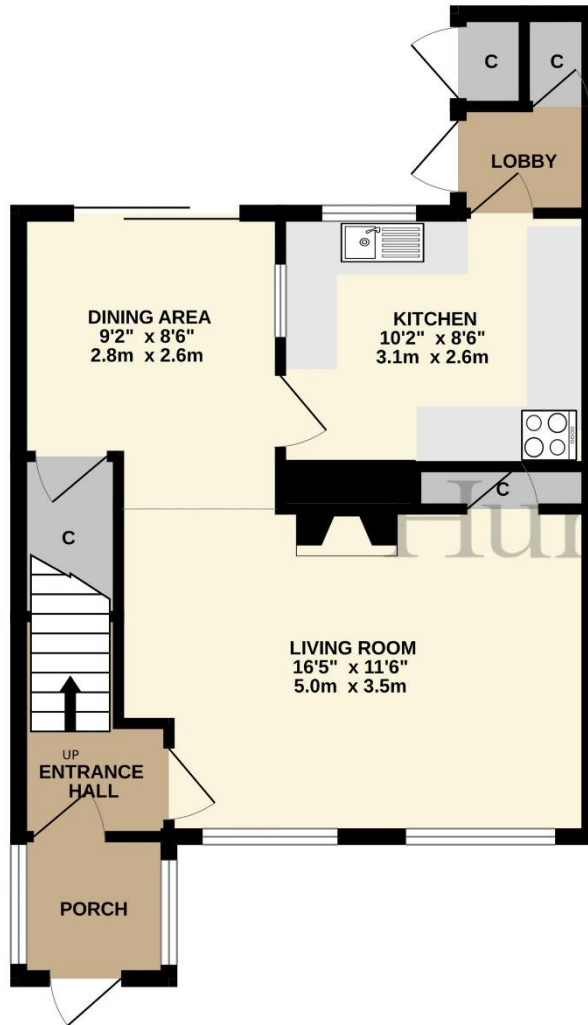 C
C
LOBBY
DINING AREA
9'2" x 8'6"
2.8m x 2.6m
KITCHEN
10'2" x 8'6"
3.1m x 2.6m
C
C
LIVING ROOM
16'5" x 11'6"
5.0m x 3.5m
UP
ENTRANCE
HALL
PORCH